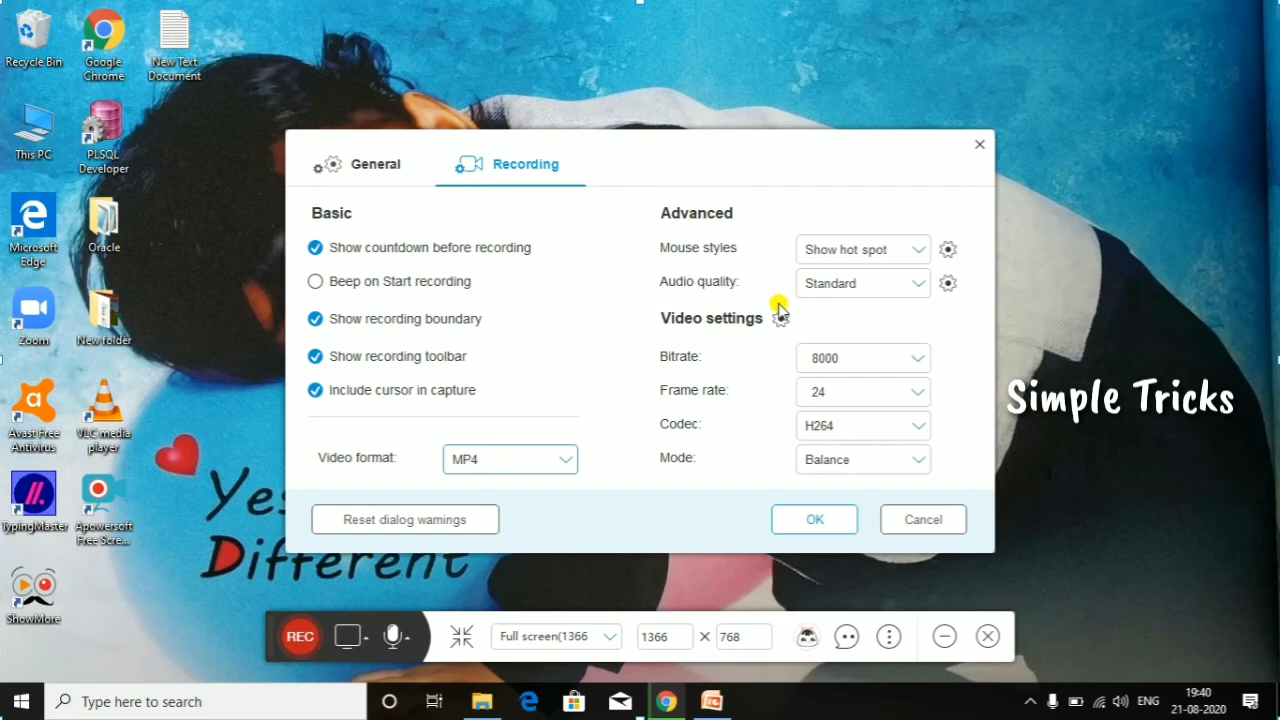 Recycle Bin
Google
Chrome
New Text
Document
This PC
PLSQL
Developer
Microsoft
Edge
Oracle
Zoom
New folder
Avast Free
Antivirus
VLC media
player
TypingMaster
Apowersoft
Free Scre...
ShowMore
General
Recording
Basic
Show countdown before recording
Beep on Start recording
Show recording boundary
Show recording toolbar
Include cursor in capture
Video format:
MP4
Advanced
Mouse styles
Show hot spot
Audio quality:
Standard
Video settings
Bitrate:
8000
Frame rate:
24
Codec:
H264
Mode:
Balance
Reset dialog warnings
OK
Cancel
Simple Tricks
Yes
Different
REC
Full screen(1366
1366
X
768
Type here to search
ENG
19:40
21-08-2020